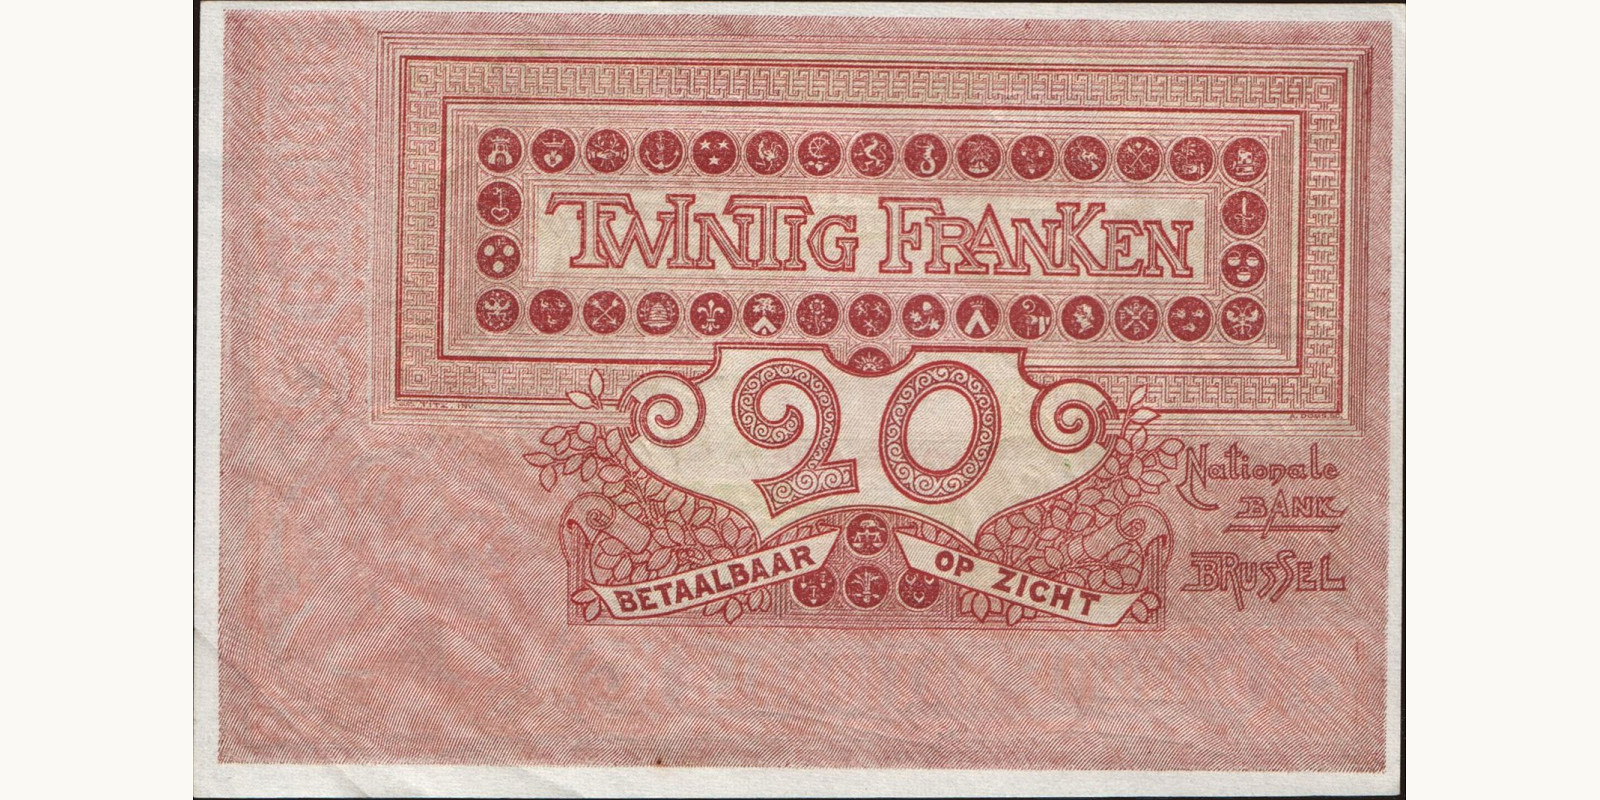 TWINTIG FRANKEN
20
Nationale
BANK
BRUSSEL
BETAALBAAR OP ZICHT